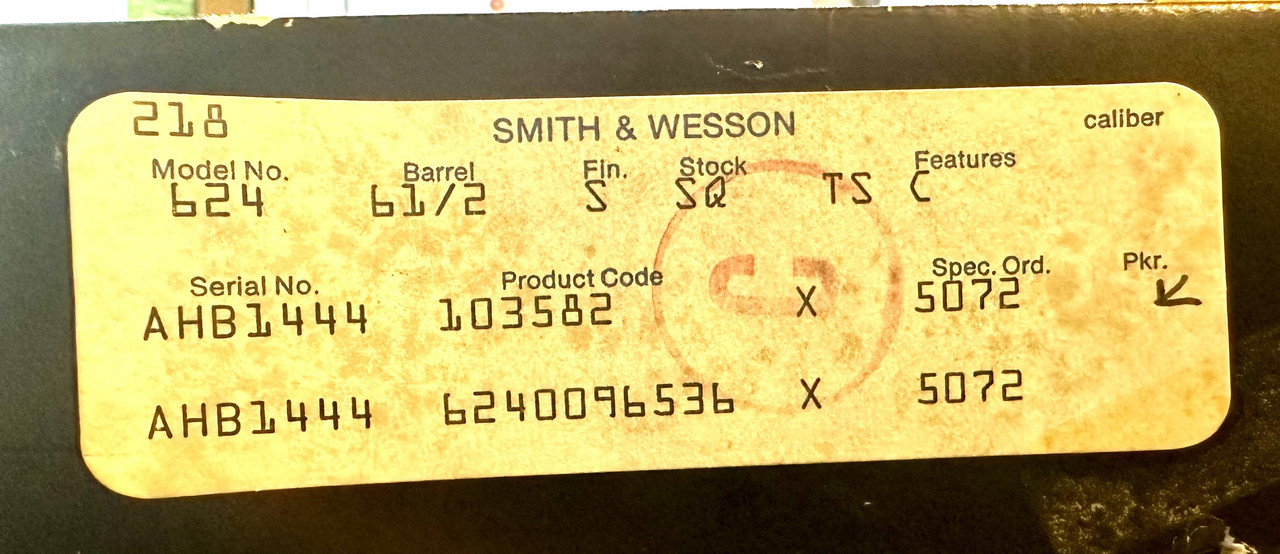 218 SMITH & WESSON caliber
Model No. Barrel Fin. Stock Features
624 61/2 S SQ TS C
Serial No. Product Code Spec. Ord. Pkr.
AHB1444 103582 X 5072
AHB1444 6240096536 X 5072